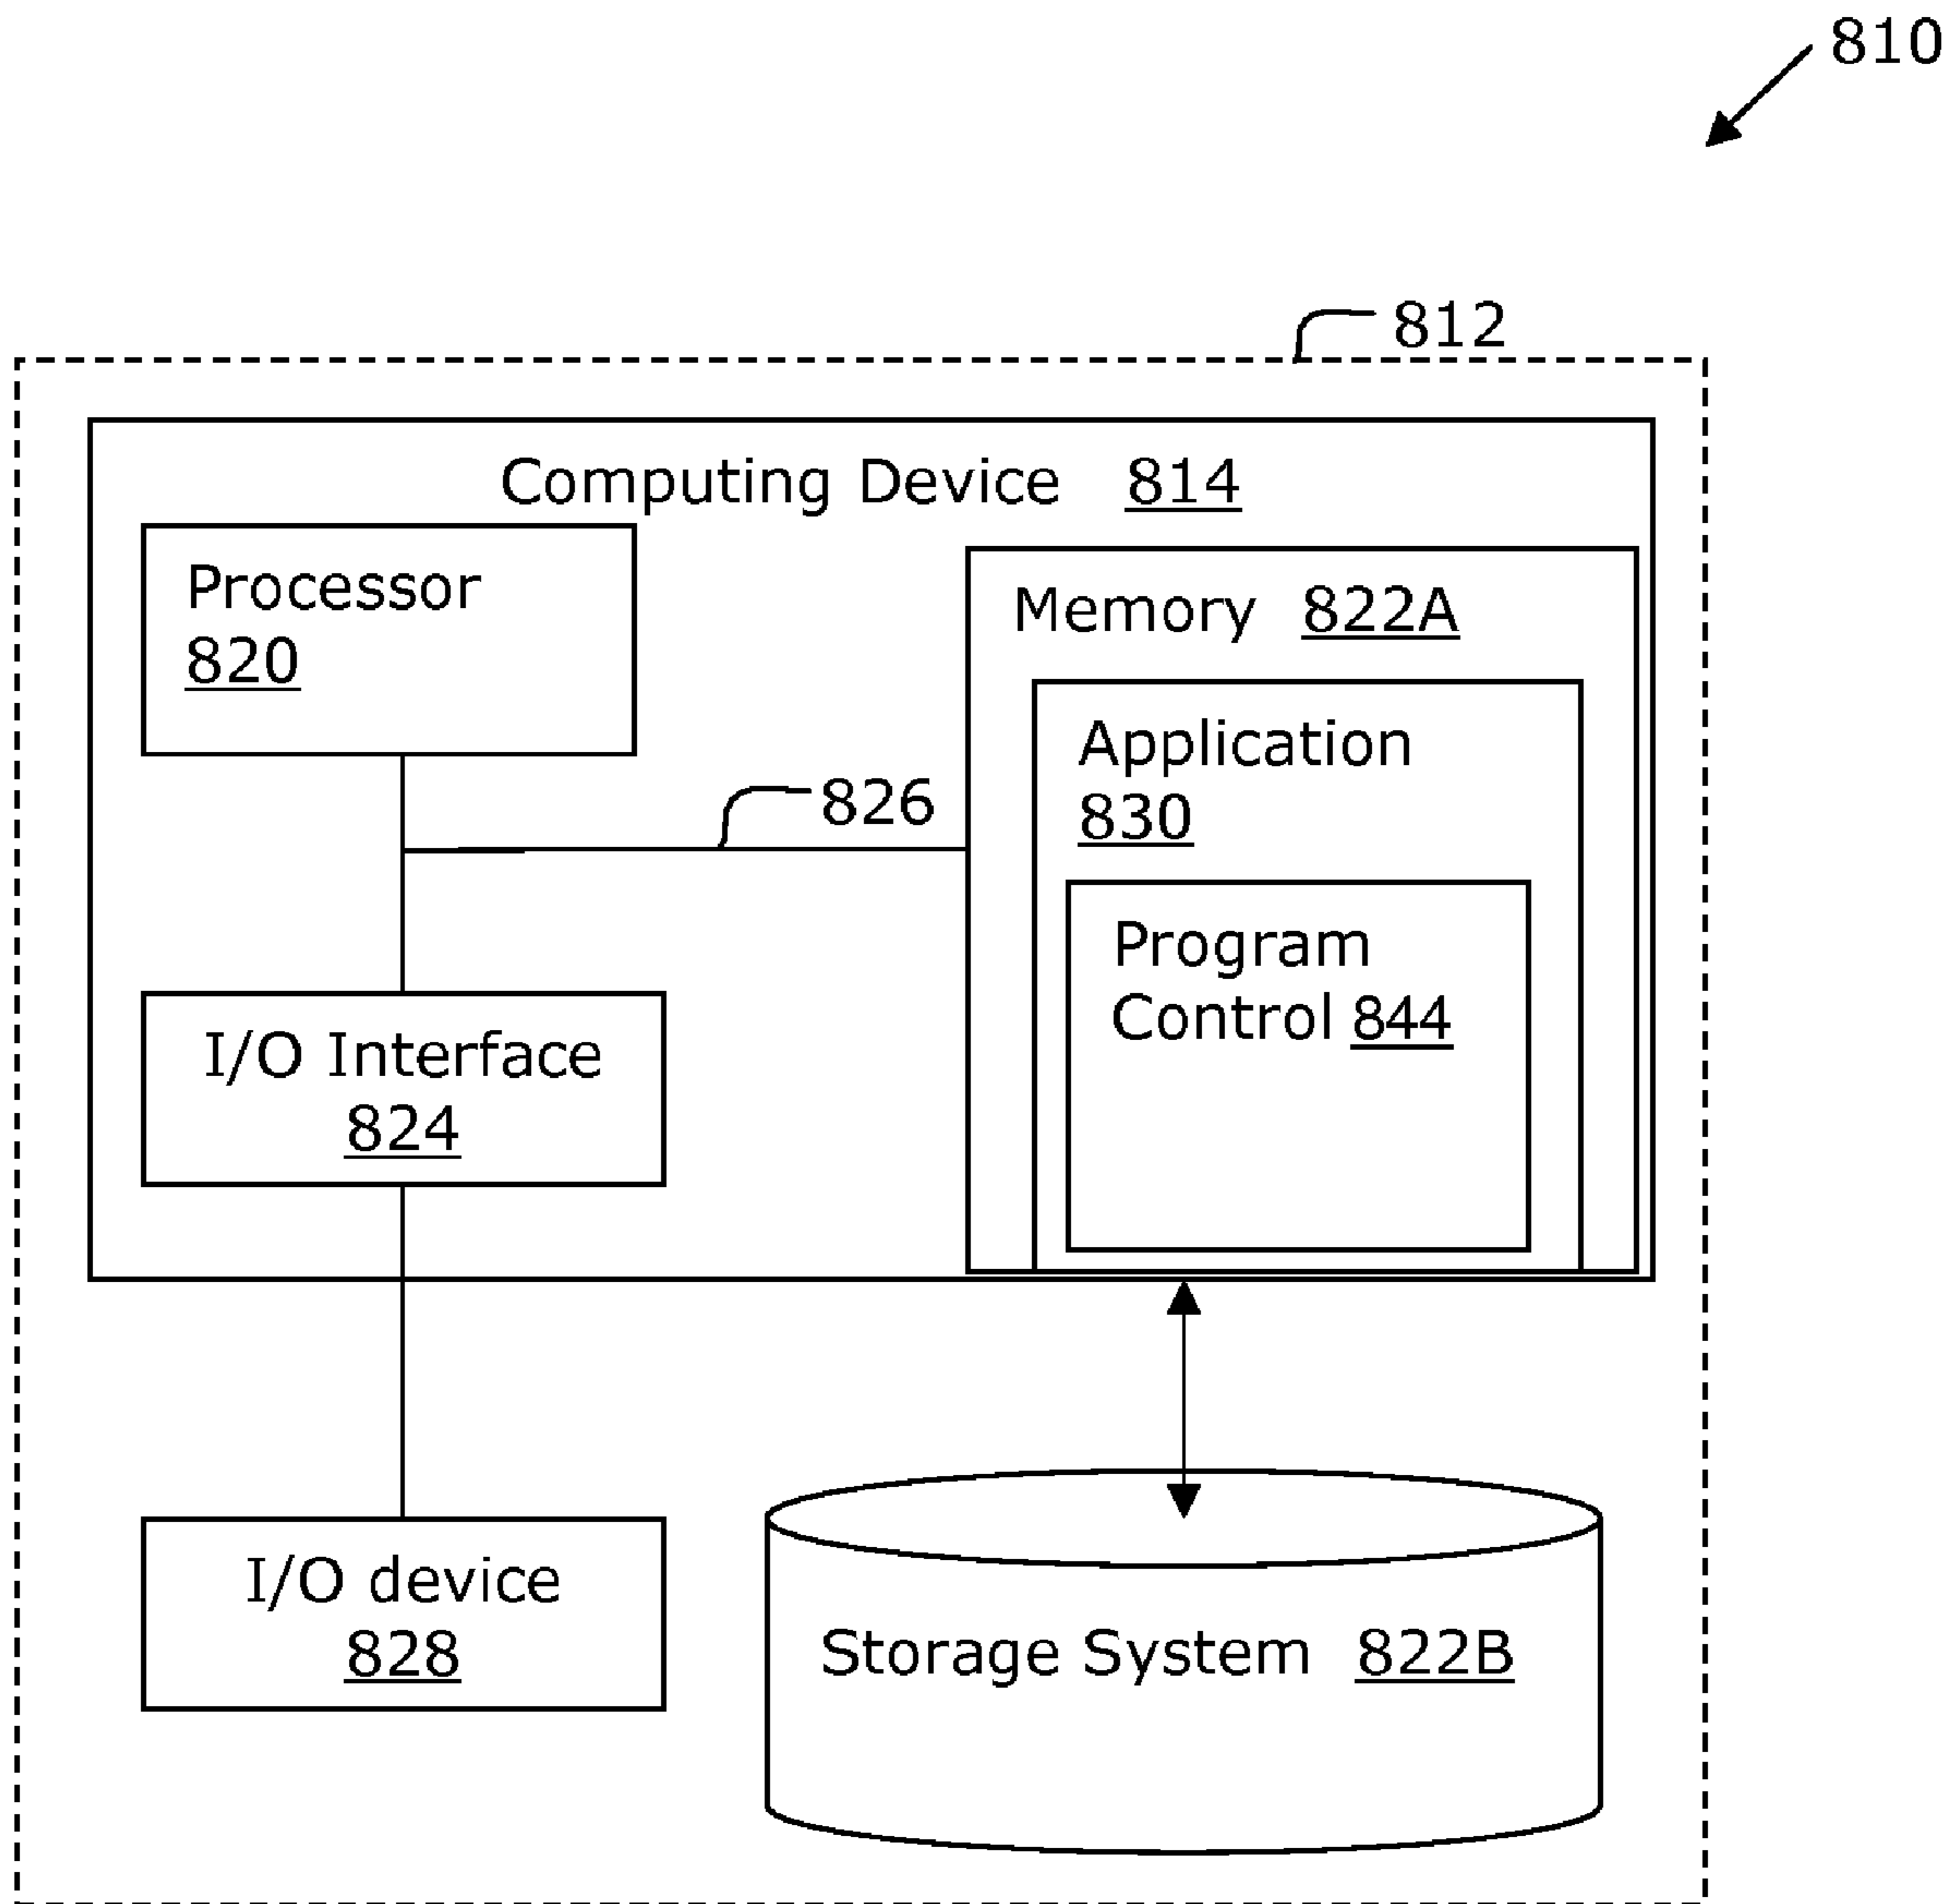 810
812
Computing Device 814
Processor
820
Memory 822A
Application
830
826
Program
Control 844
I/O Interface
824
I/O device
828
Storage System 822B